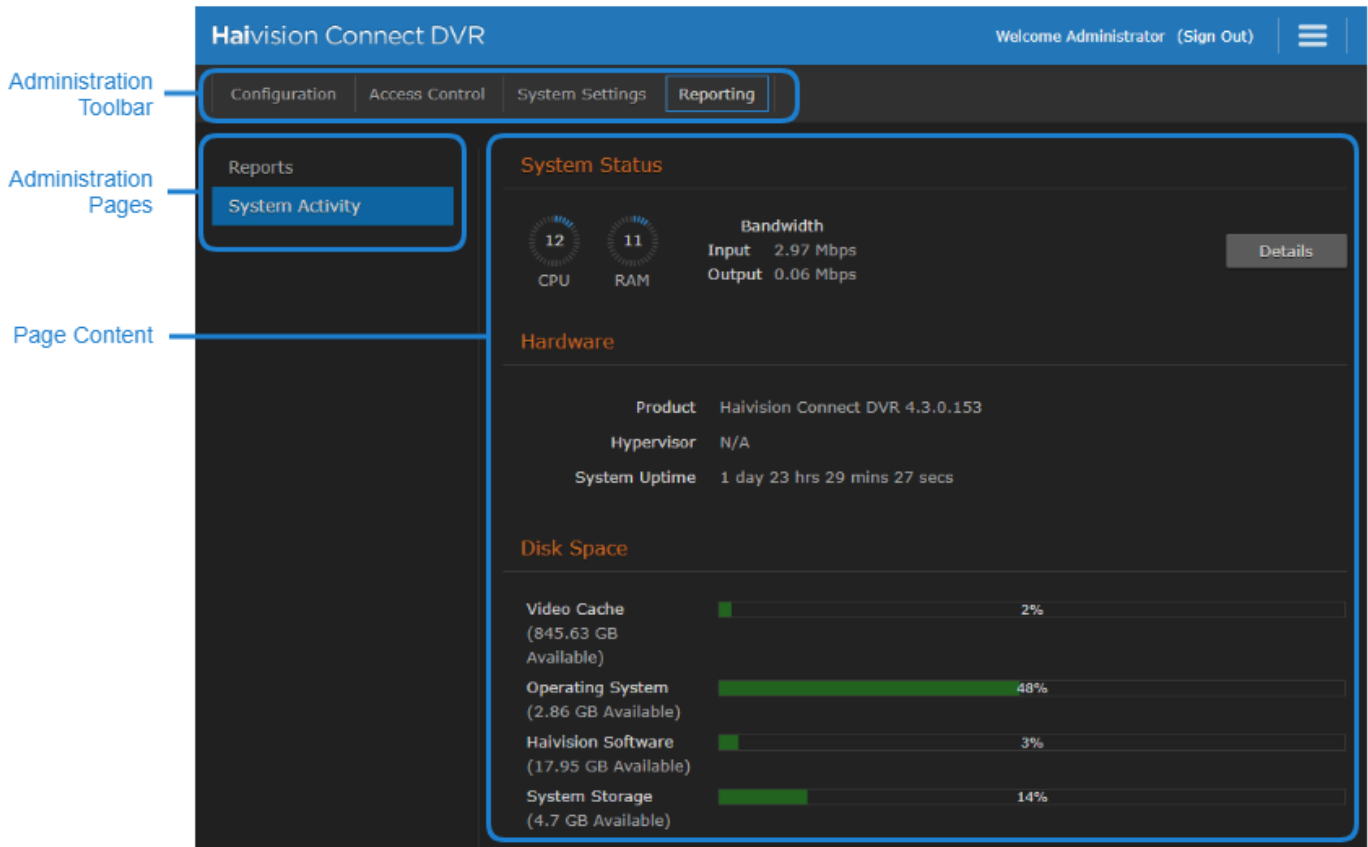 Haivision Connect DVR
Welcome Administrator (Sign Out)
Administration
Toolbar
Configuration
Access Control
System Settings
Reporting
Administration
Pages
Reports
System Activity
Page Content
System Status
12
CPU
11
RAM
Bandwidth
Input 2.97 Mbps
Output 0.06 Mbps
Details
Hardware
Product Haivision Connect DVR 4.3.0.153
Hypervisor N/A
System Uptime 1 day 23 hrs 29 mins 27 secs
Disk Space
Video Cache 2%
(845.63 GB
Available)
Operating System 48%
(2.86 GB Available)
Haivision Software 3%
(17.95 GB Available)
System Storage 14%
(4.7 GB Available)